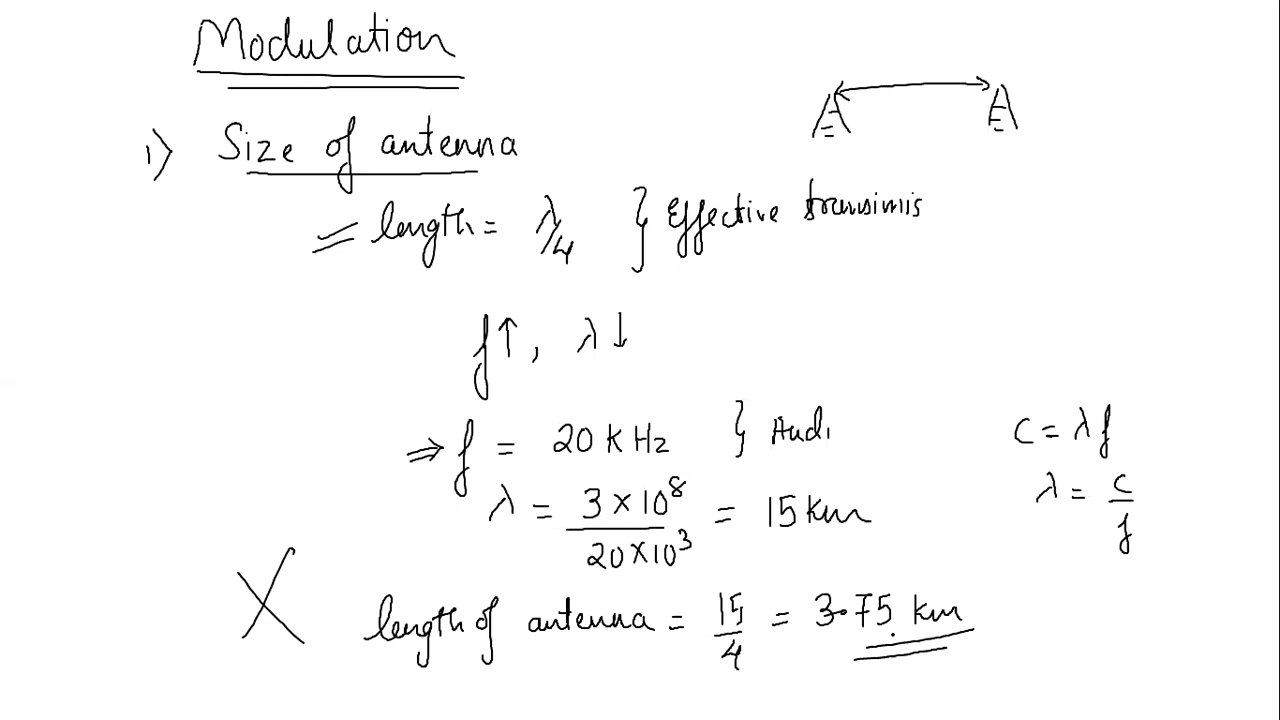 Modulation
1) Size of antenna
length = λ/4 } Effective transimis
f↑, λ↓
⇒ f = 20 KHz } Audi
λ = 3 × 10⁸ / 20×10³ = 15 km
C = λf
λ = c/f
X length of antenna = 15/4 = 3.75 km